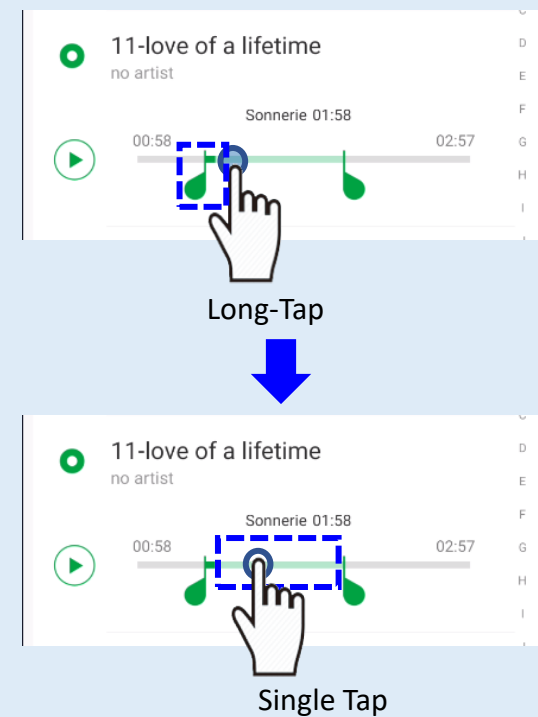 11-love of a lifetime
no artist
Sonnerie 01:58
00:58 02:57
D
E
F
G
H
I
Long-Tap
11-love of a lifetime
no artist
Sonnerie 01:58
00:58 02:57
D
E
F
G
H
I
Single Tap